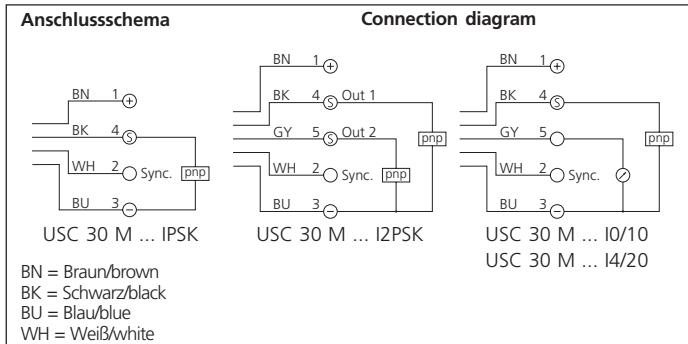 Anschlussschema
Connection diagram
BN 1 +
BK 4 S
WH 2 Sync. pnp
BU 3 −
USC 30 M ... IPSK
BN 1 +
BK 4 S Out 1
GY 5 S Out 2
pnp
WH 2 Sync. pnp
BU 3 −
USC 30 M ... I2PSK
BN 1 +
BK 4 S
GY 5
pnp
WH 2 Sync.
BU 3 −
USC 30 M ... I0/10
USC 30 M ... I4/20
BN = Braun/brown
BK = Schwarz/black
BU = Blau/blue
WH = Weiß/white